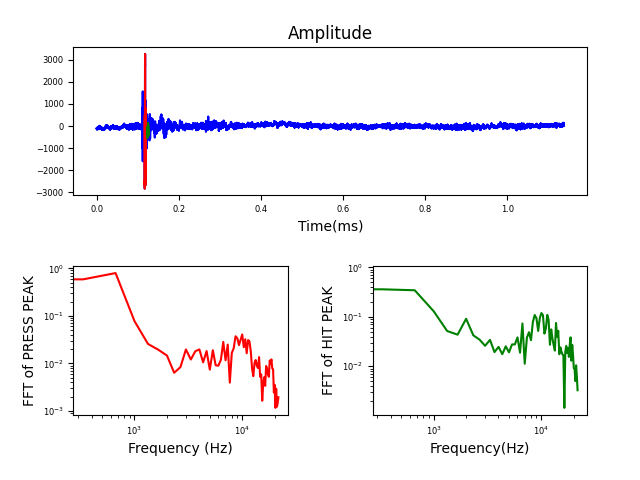 Amplitude
3000
2000
1000
0
−1000
−2000
−3000
0.0 0.2 0.4 0.6 0.8 1.0
Time(ms)
FFT of PRESS PEAK
10⁰
10⁻¹
10⁻²
10⁻³
10³ 10⁴
Frequency (Hz)
FFT of HIT PEAK
10⁰
10⁻¹
10⁻²
10³ 10⁴
Frequency(Hz)